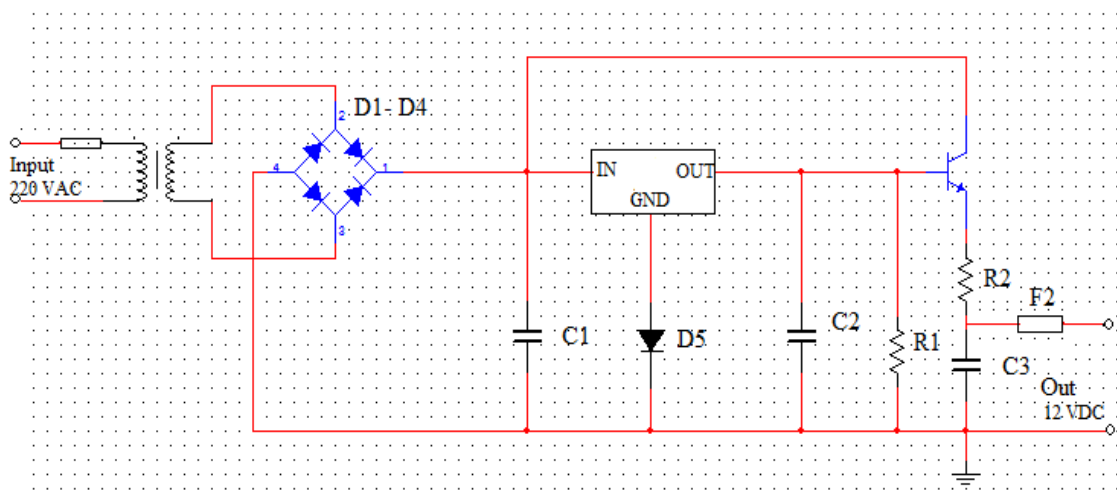 D1- D4
2
Input
220 VAC
4
1
3
IN
OUT
GND
C1
D5
C2
R1
R2
F2
C3
Out
12 VDC